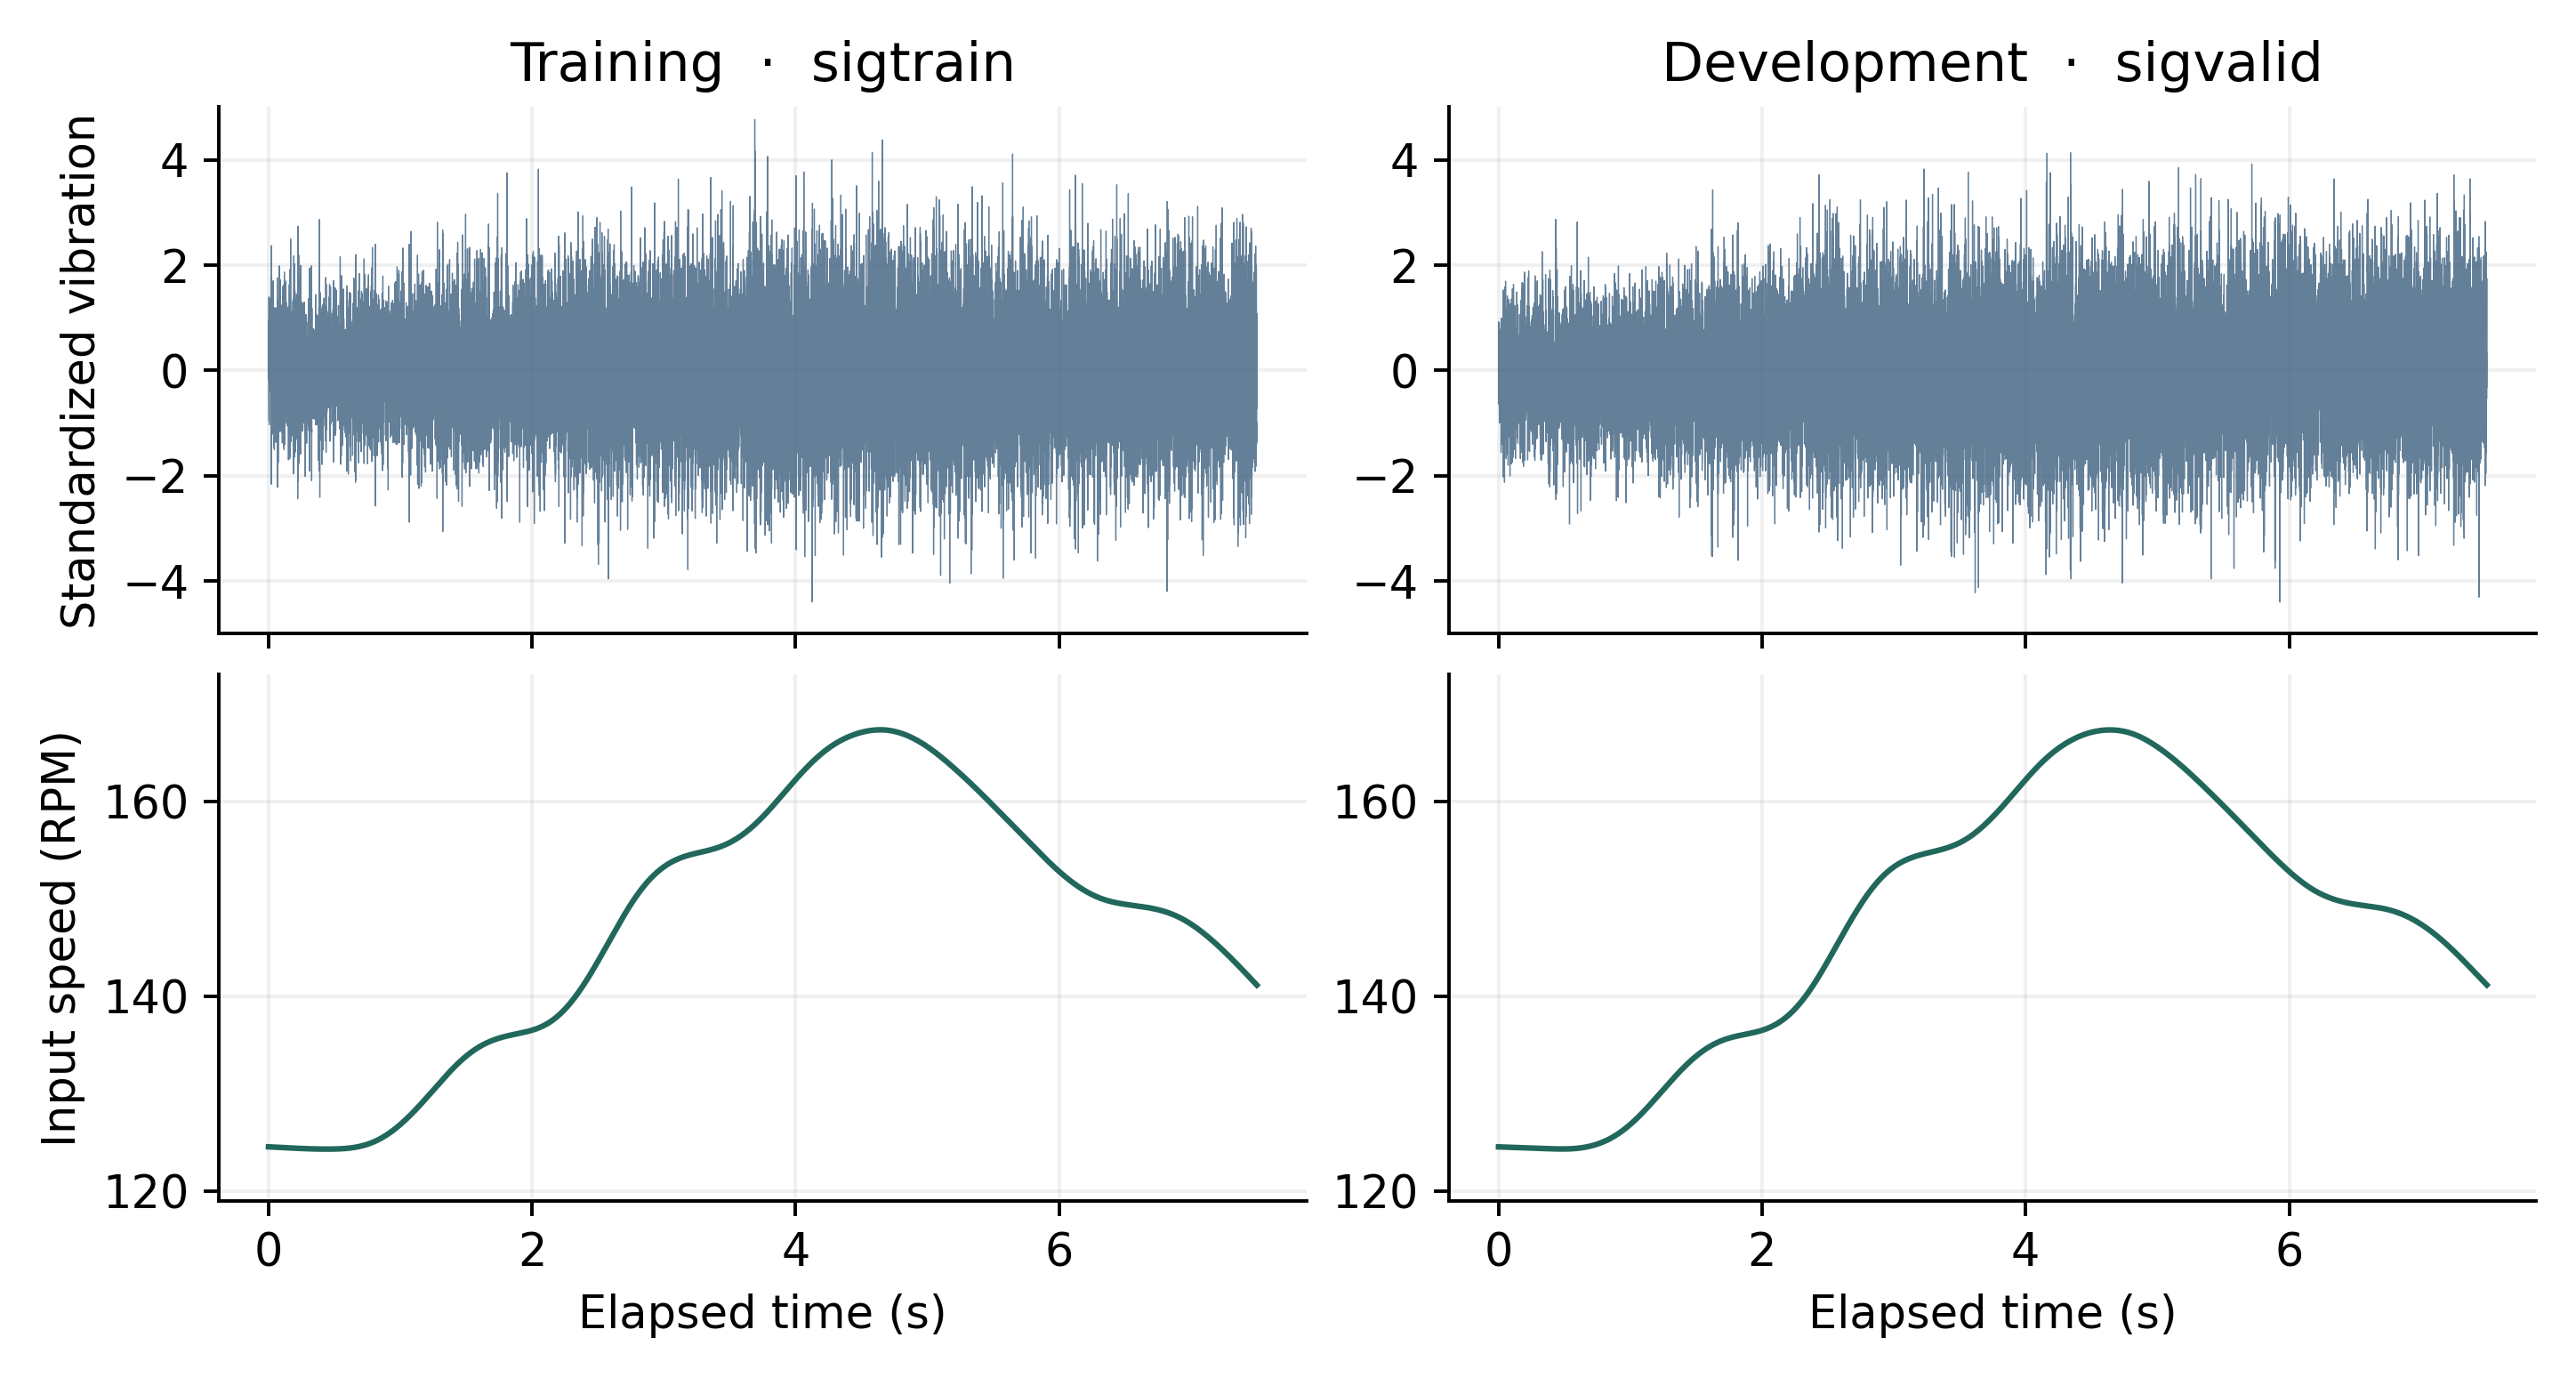 Training · sigtrain
Development · sigvalid
Standardized vibration
4
2
0
−2
−4
4
2
0
−2
−4
Input speed (RPM)
160
140
120
160
140
120
0 2 4 6
0 2 4 6
Elapsed time (s)
Elapsed time (s)